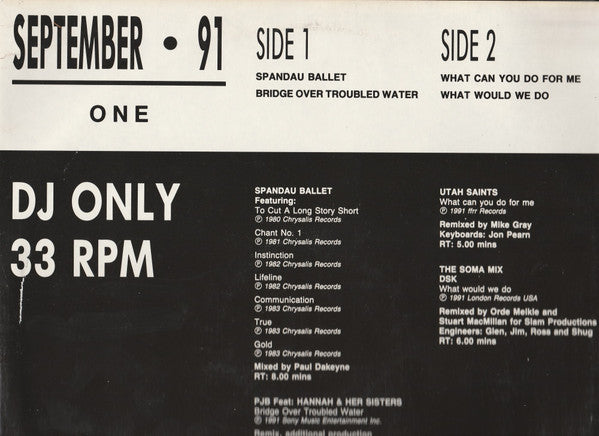 SEPTEMBER • 91
ONE
SIDE 1
SPANDAU BALLET
BRIDGE OVER TROUBLED WATER
SIDE 2
WHAT CAN YOU DO FOR ME
WHAT WOULD WE DO
DJ ONLY
33 RPM
SPANDAU BALLET
Featuring:
To Cut A Long Story Short
℗ 1980 Chrysalis Records
Chant No. 1
℗ 1981 Chrysalis Records
Instinction
℗ 1982 Chrysalis Records
Lifeline
℗ 1982 Chrysalis Records
Communication
℗ 1983 Chrysalis Records
True
℗ 1983 Chrysalis Records
Gold
℗ 1983 Chrysalis Records
Mixed by Paul Dakeyne
RT: 8.00 mins
PJB Feat: HANNAH & HER SISTERS
Bridge Over Troubled Water
℗ 1991 Sony Music Entertainment Inc.
Remix, additional production
UTAH SAINTS
What can you do for me
℗ 1991 ffrr Records
Remixed by Mike Gray
Keyboards: Jon Pearn
RT: 5.00 mins
THE SOMA MIX
DSK
What would we do
℗ 1991 London Records USA
Remixed by Orde Meikle and
Stuart MacMillan for Slam Productions
Engineers: Glen, Jim, Ross and Shug
RT: 6.00 mins